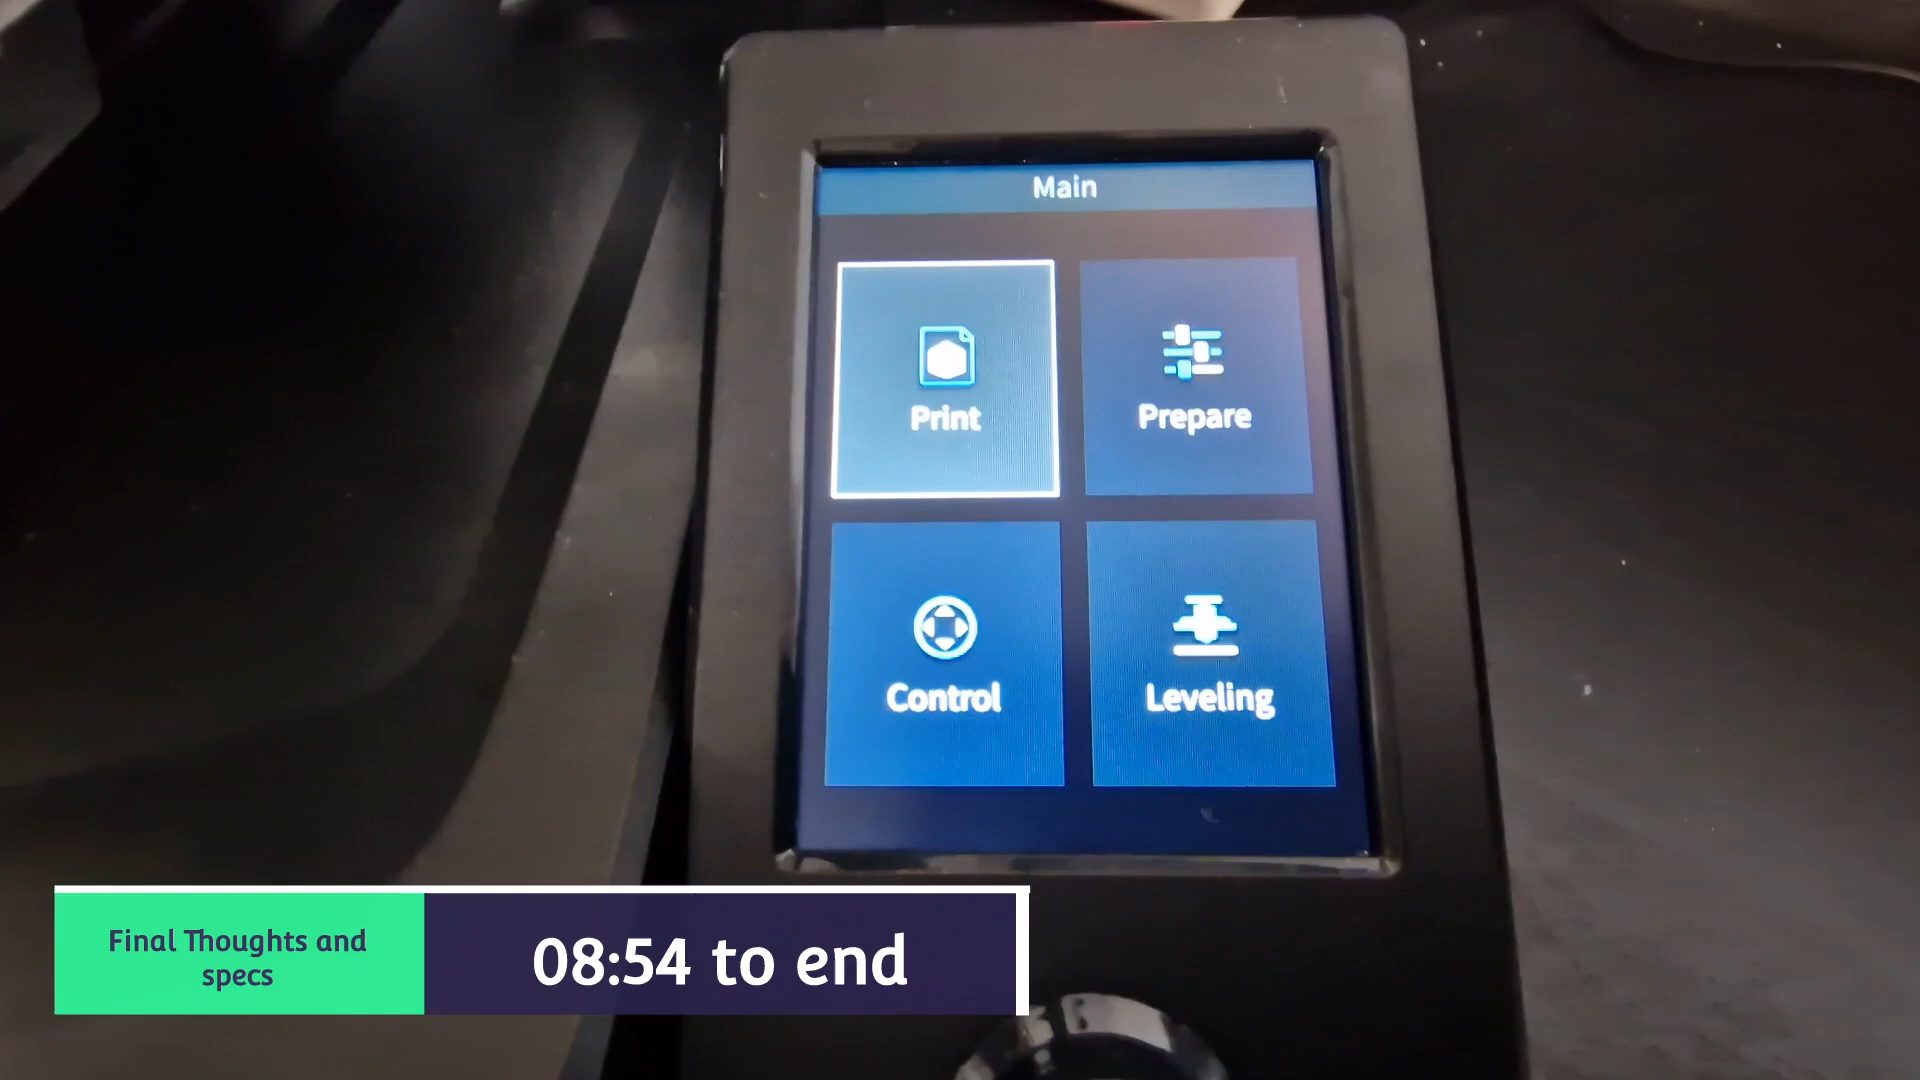 Main
Print
Prepare
Control
Leveling
Final Thoughts and
specs
08:54 to end